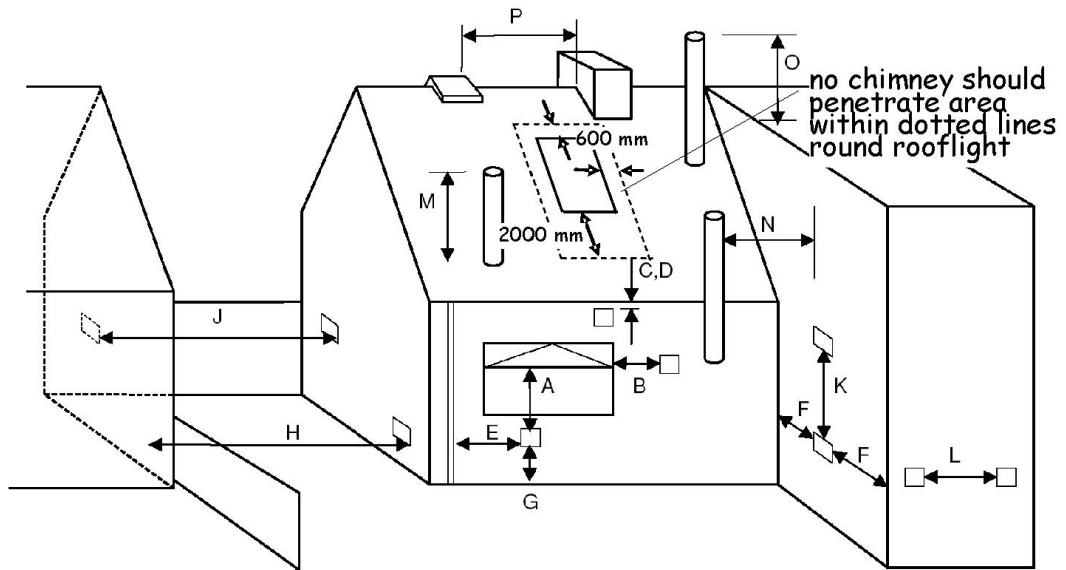 P
O
no chimney should
penetrate area
within dotted lines
round rooflight
600 mm
M
N
2000 mm
C,D
J
A
B
K
F
H
E
F
L
G